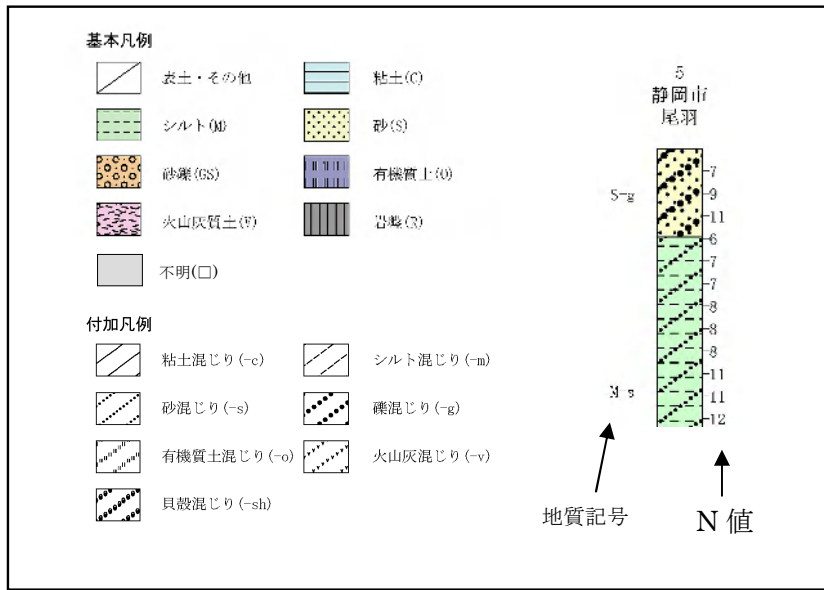 基本凡例
表土・その他
粘土(C)
シルト(M)
砂(S)
砂礫(GS)
有機質土(O)
火山灰質土(V)
岩盤(R)
不明(□)
付加凡例
粘土混じり(-c)
シルト混じり(-m)
砂混じり(-s)
礫混じり(-g)
有機質土混じり(-o)
火山灰混じり(-v)
貝殻混じり(-sh)
5
静岡市
尾羽
S-g
7
9
11
6
7
7
8
8
8
11
M-s
11
12
地質記号
N 値